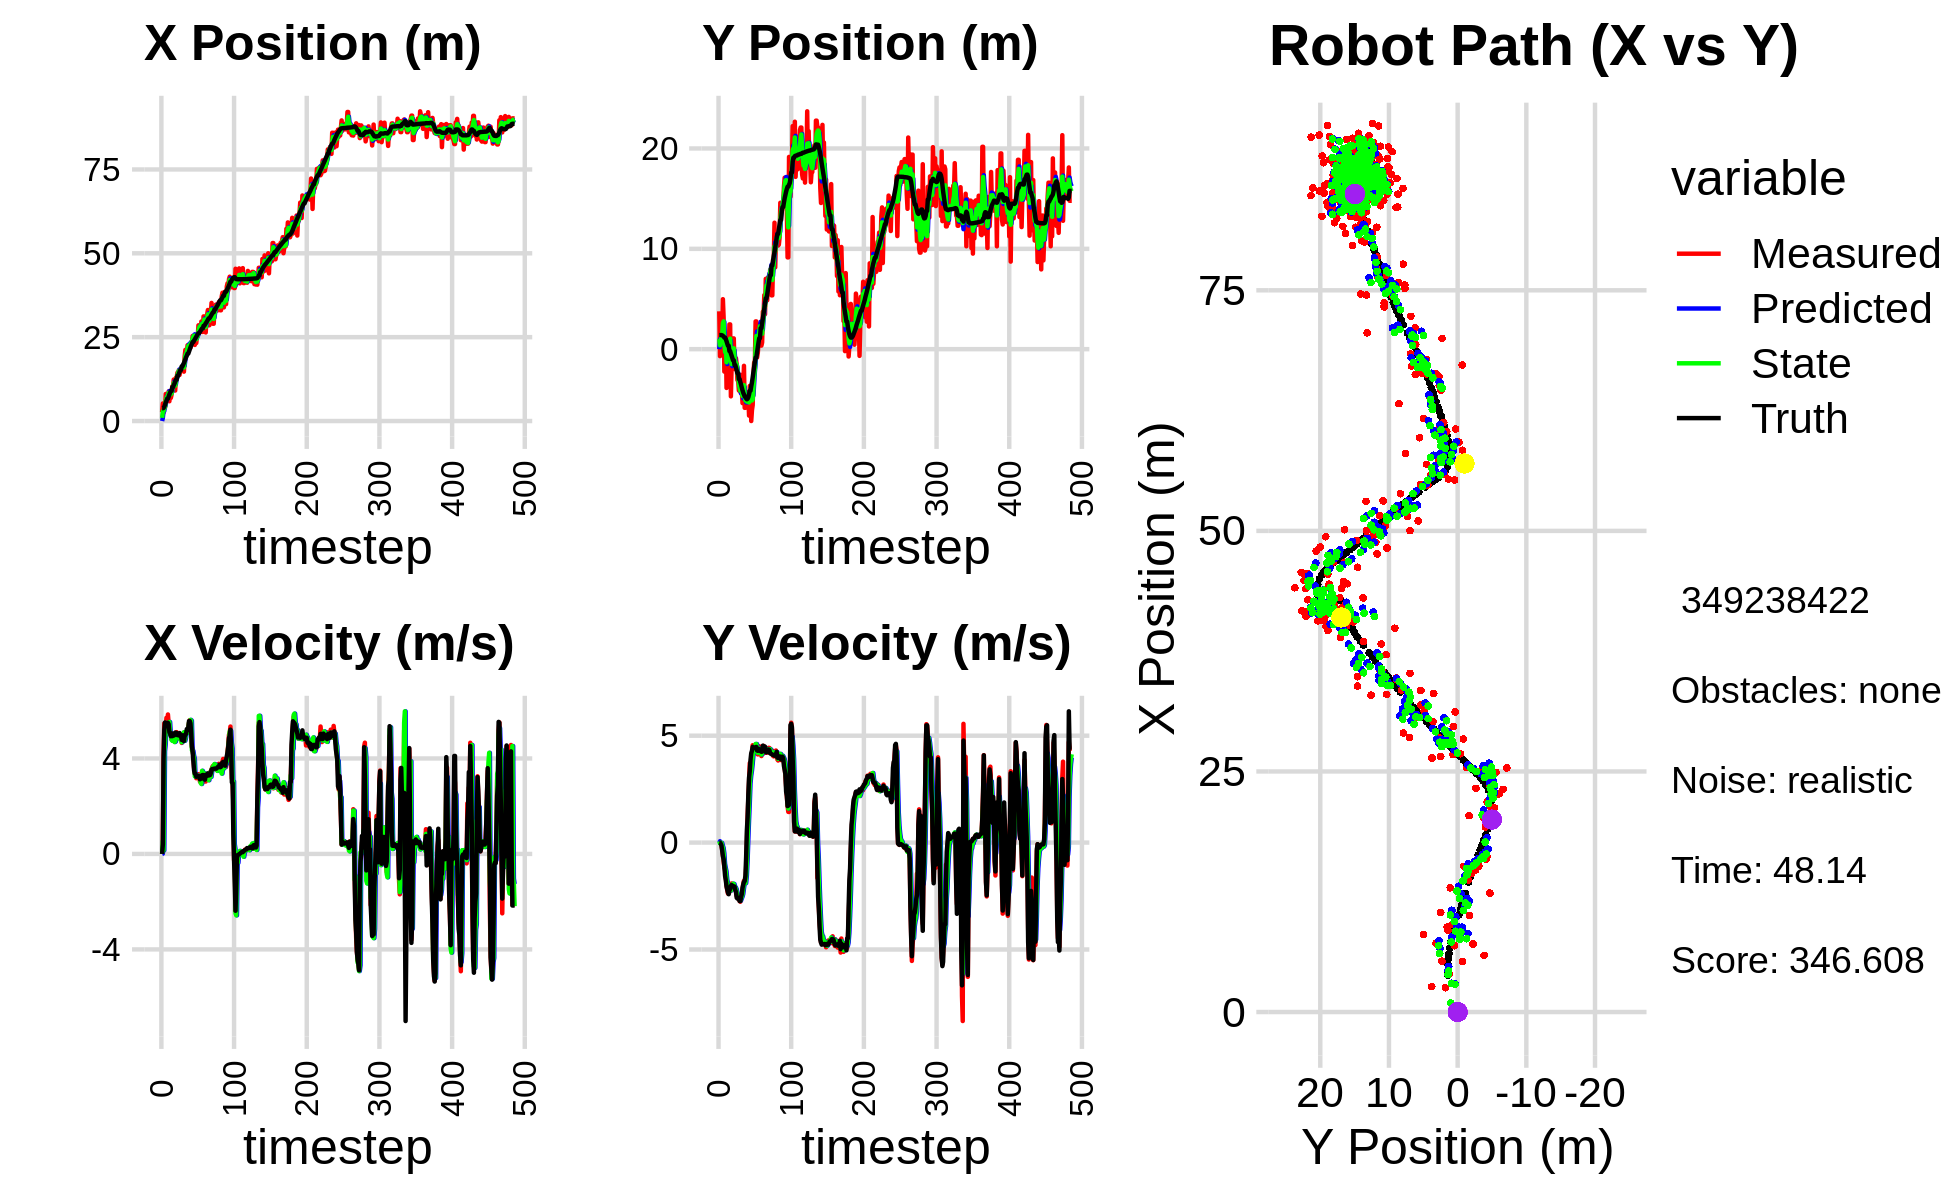 X Position (m)
75
50
25
0
0
100
200
300
400
500
timestep
Y Position (m)
20
10
0
0
100
200
300
400
500
timestep
X Velocity (m/s)
4
0
-4
0
100
200
300
400
500
timestep
Y Velocity (m/s)
5
0
-5
0
100
200
300
400
500
timestep
Robot Path (X vs Y)
X Position (m)
75
50
25
0
20 10 0 -10 -20
Y Position (m)
variable
Measured
Predicted
State
Truth
349238422
Obstacles: none
Noise: realistic
Time: 48.14
Score: 346.608